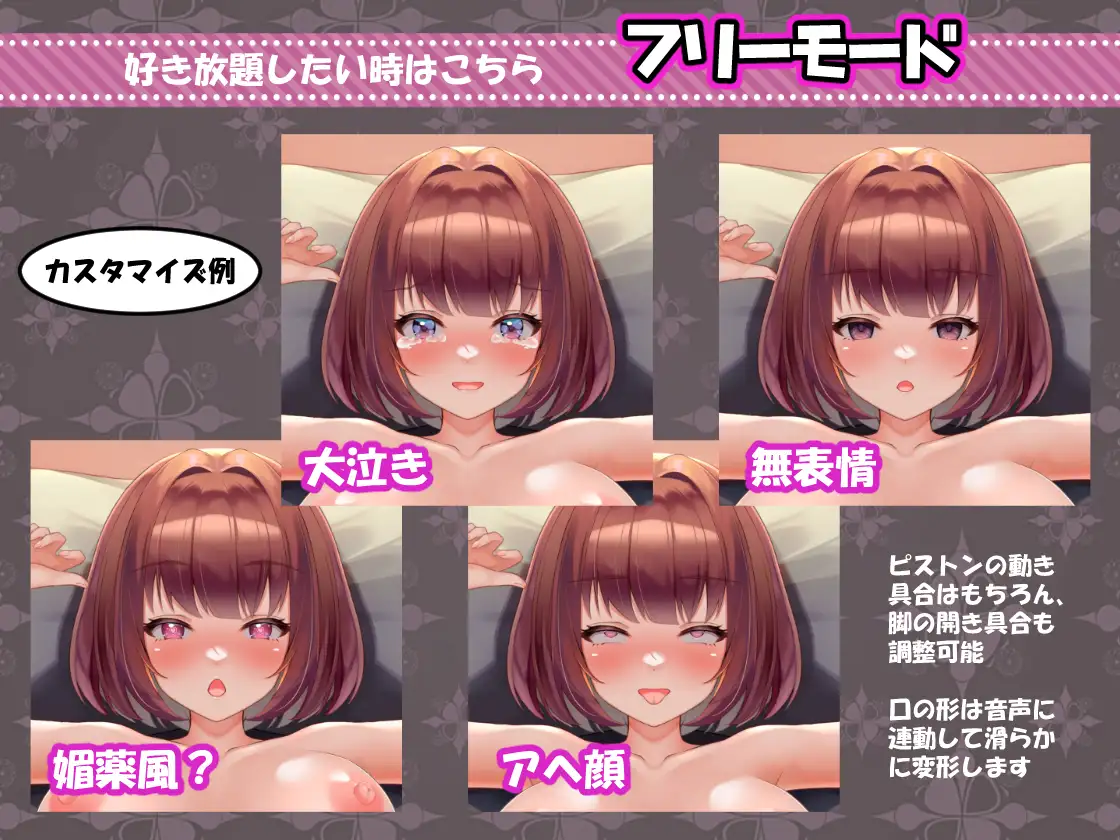 好き放題したい時はこちら
フリーモード
カスタマイズ例
大泣き
無表情
媚薬風？
アヘ顔
ピストンの動き
具合はもちろん、
脚の開き具合も
調整可能
口の形は音声に
連動して滑らか
に変形します